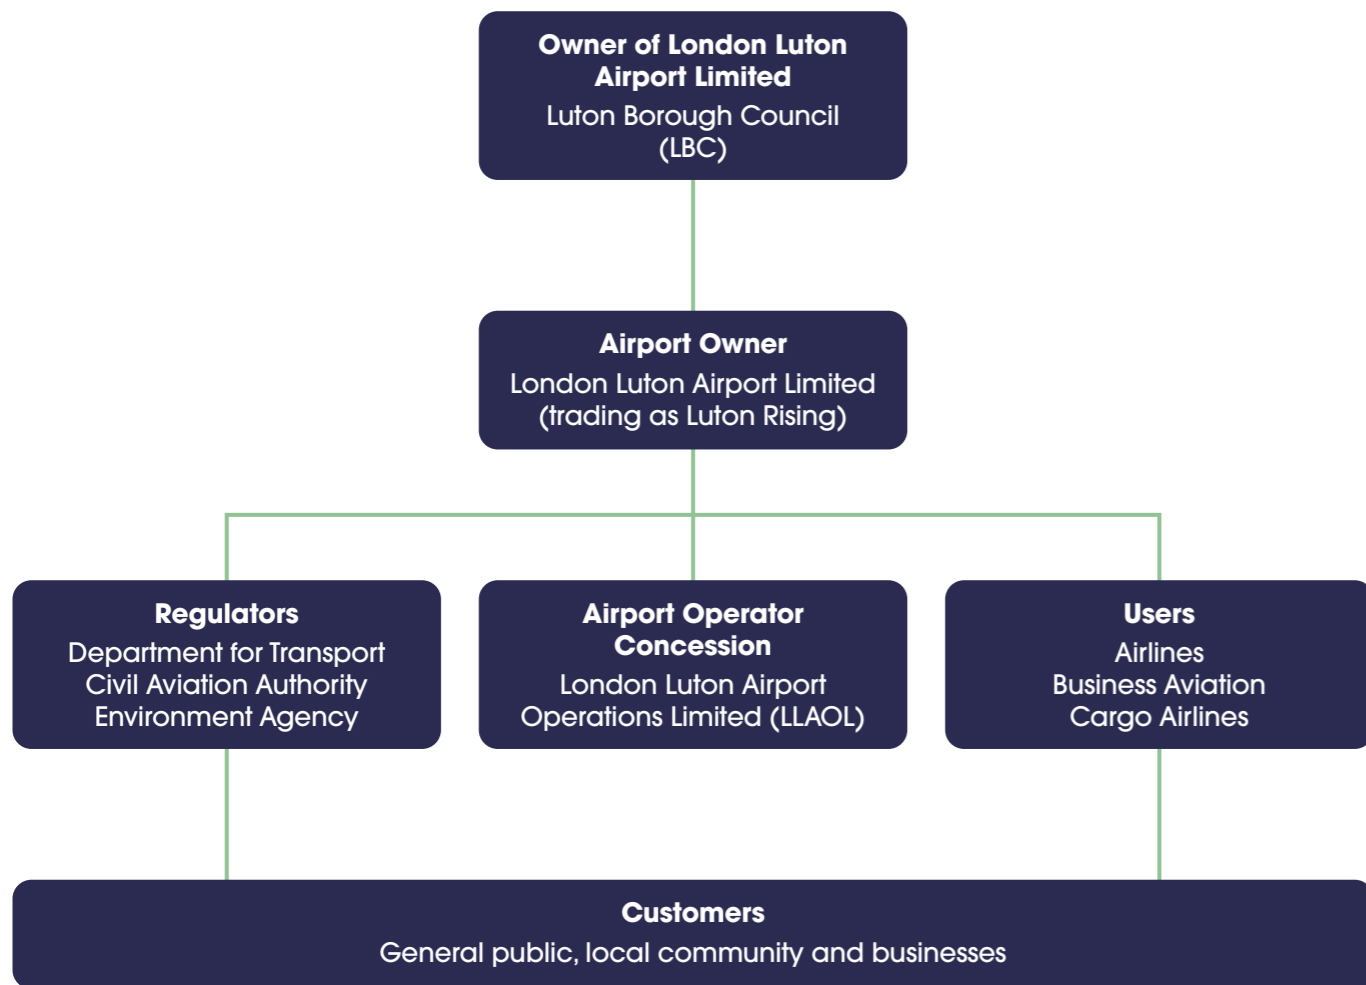 Owner of London Luton
Airport Limited
Luton Borough Council
(LBC)
Airport Owner
London Luton Airport Limited
(trading as Luton Rising)
Regulators
Department for Transport
Civil Aviation Authority
Environment Agency
Airport Operator
Concession
London Luton Airport
Operations Limited (LLAOL)
Users
Airlines
Business Aviation
Cargo Airlines
Customers
General public, local community and businesses